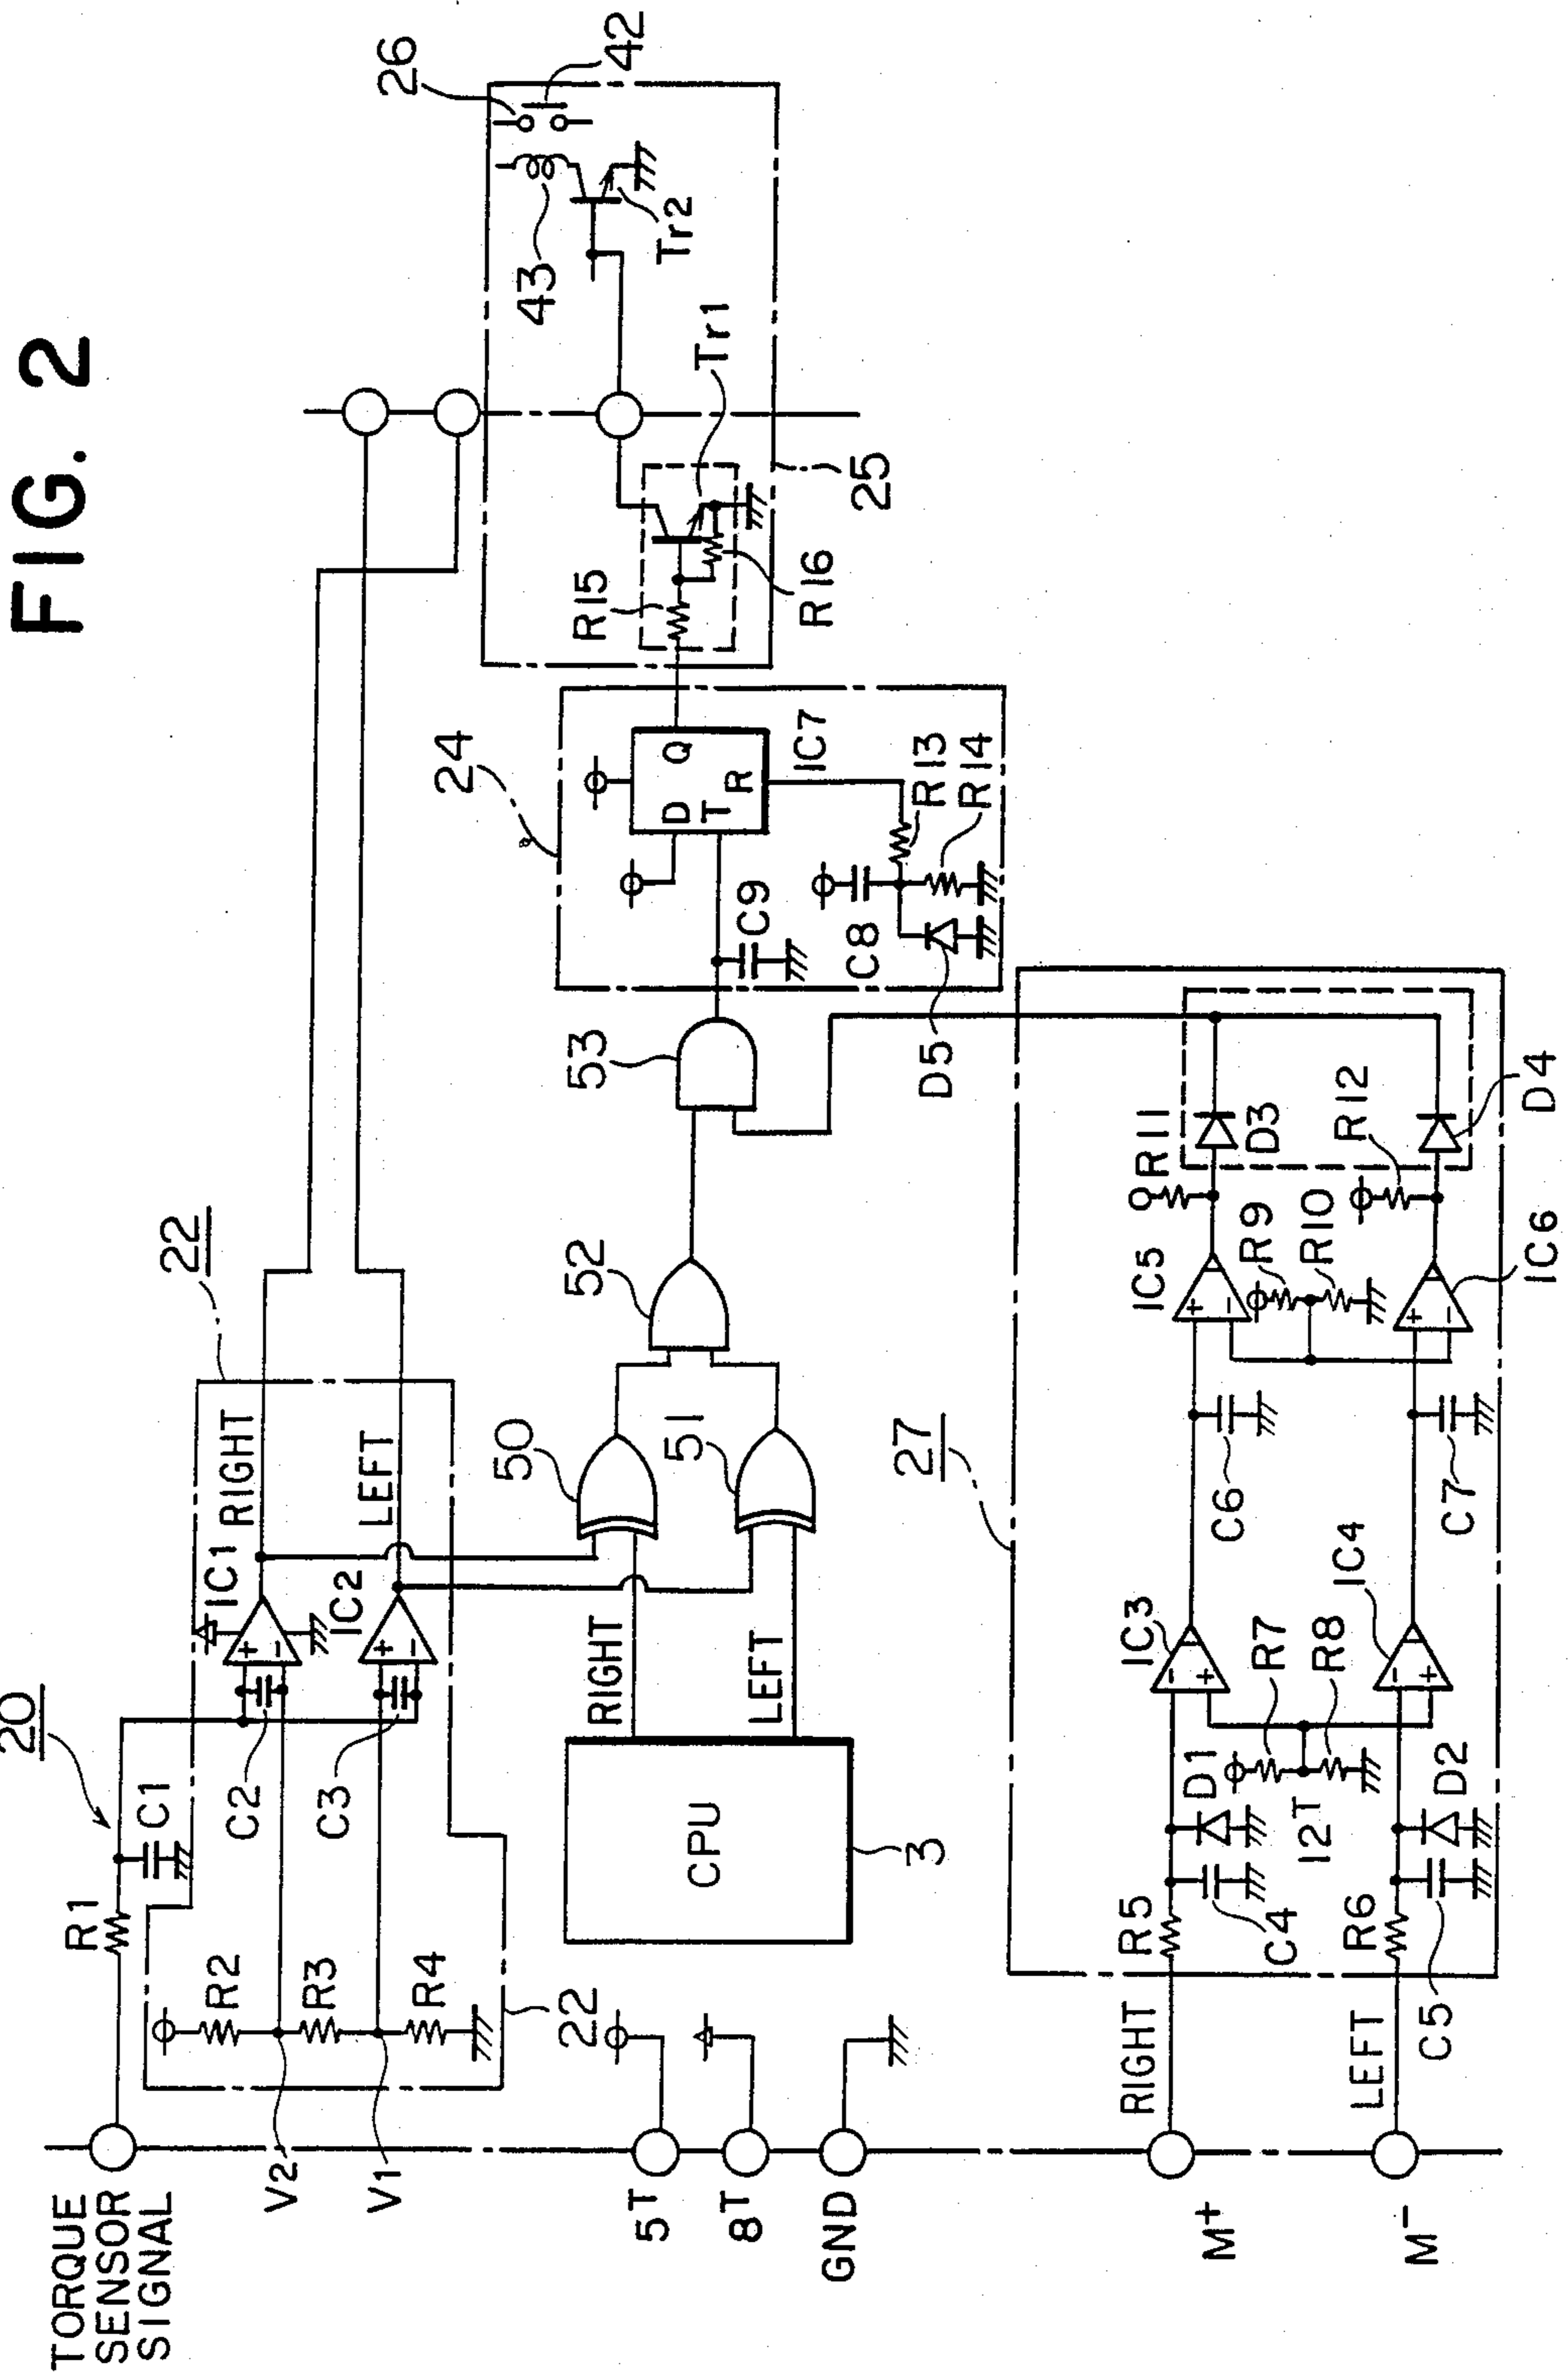 FIG. 2
TORQUE
SENSOR
SIGNAL
R1
C1
20
22
V2
V1
R2
R3
R4
22
C2
C3
IC1
IC2
RIGHT
LEFT
5T
8T
GND
CPU
3
RIGHT
LEFT
50
51
52
53
24
C9
D
T
Q
R
IC7
C8
R13
R14
D5
R15
R16
Tr1
25
43
Tr2
26
42
M+
M-
RIGHT
LEFT
R5
R6
C4
C5
D1
D2
12T
R7
R8
IC3
IC4
27
C6
C7
IC5
IC6
R9
R10
R11
R12
D3
D4
+
-
+
-
-
+
-
+
+
-
+
-